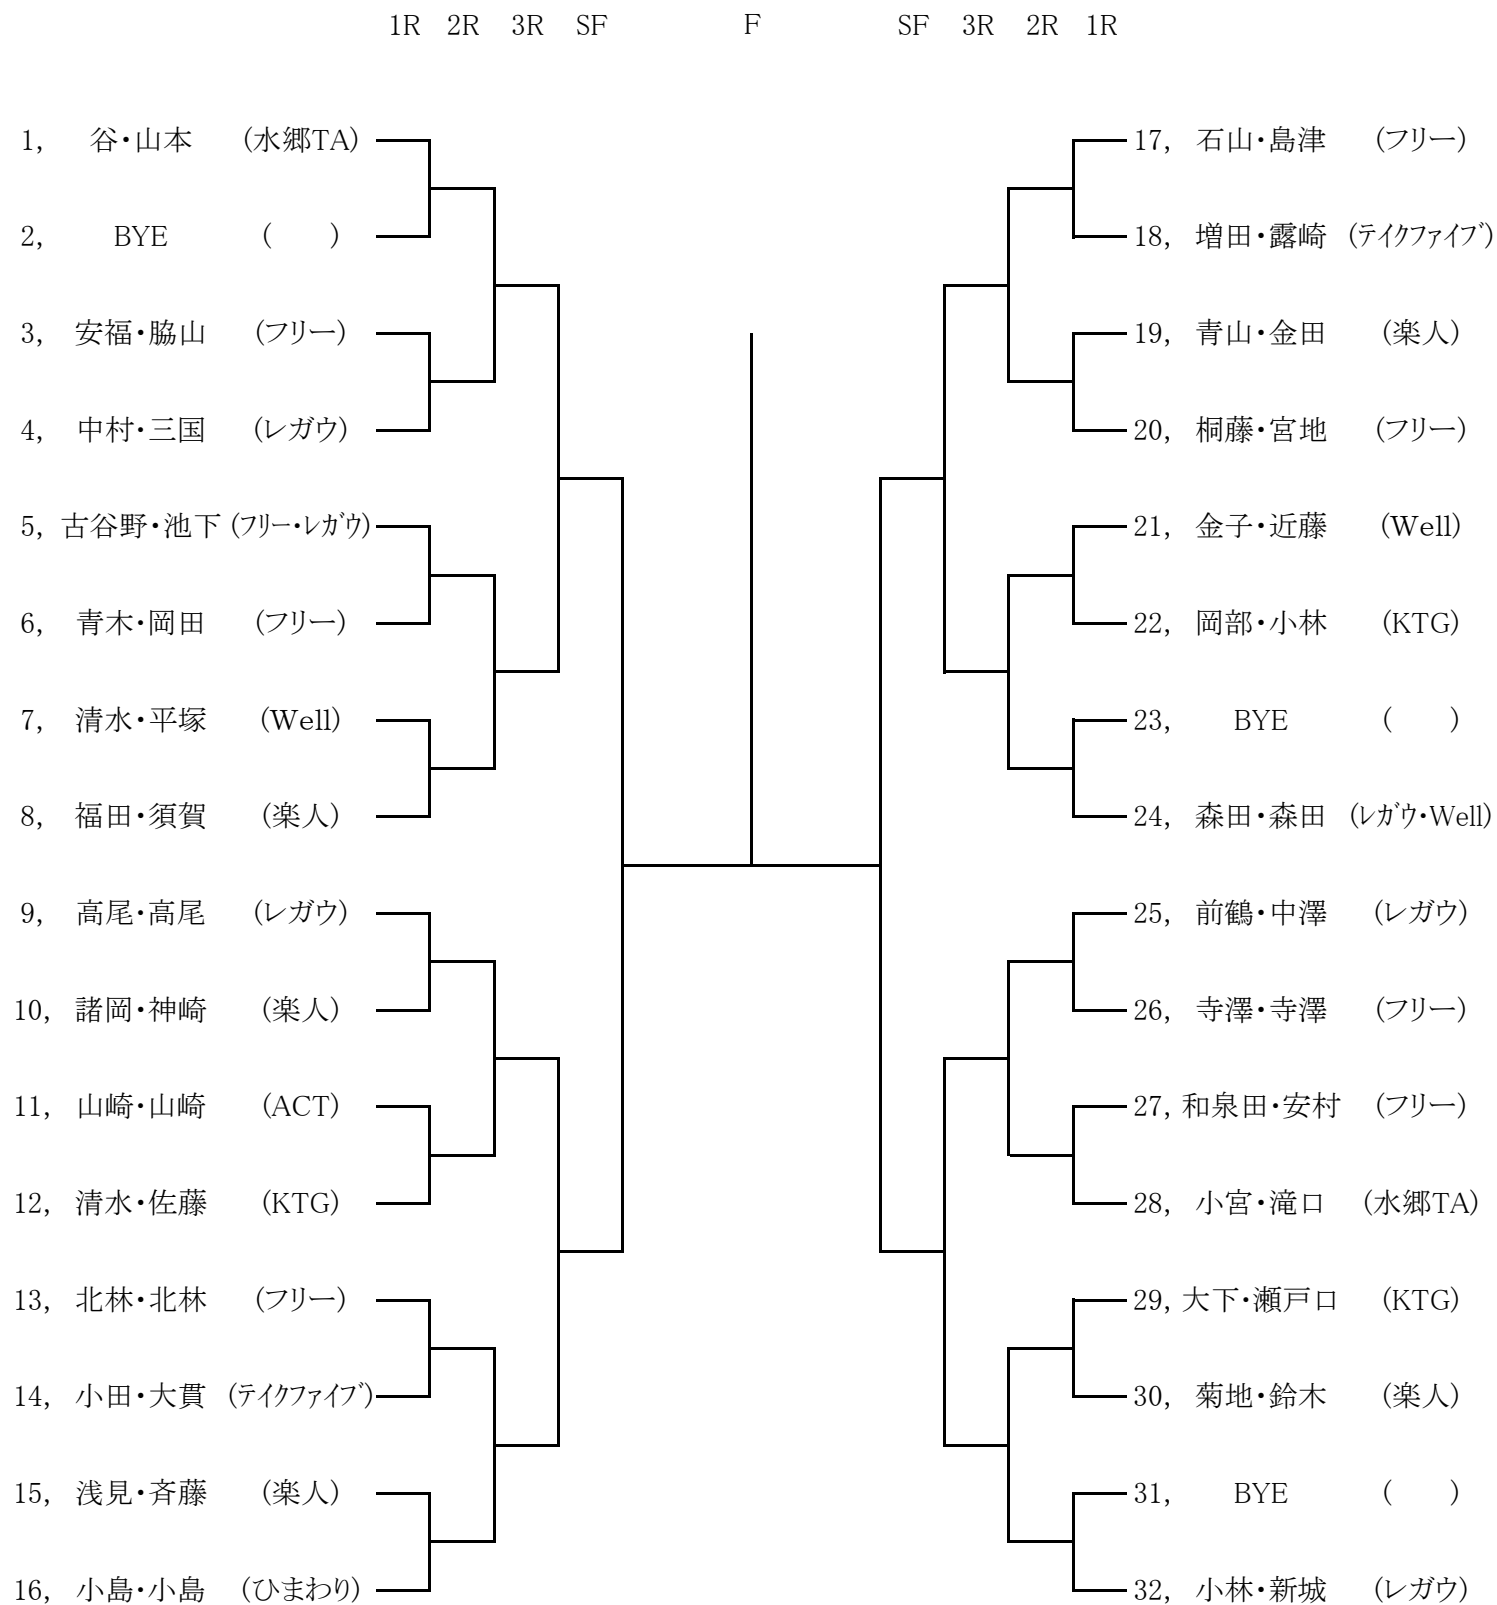 1R 2R 3R SF F SF 3R 2R 1R
1, 谷・山本 (水郷TA)
2, BYE ( )
3, 安福・脇山 (フリー)
4, 中村・三国 (レガウ)
5, 古谷野・池下 (ﾌﾘｰ・ﾚｶﾞｳ)
6, 青木・岡田 (フリー)
7, 清水・平塚 (Well)
8, 福田・須賀 (楽人)
9, 高尾・高尾 (レガウ)
10, 諸岡・神崎 (楽人)
11, 山崎・山崎 (ACT)
12, 清水・佐藤 (KTG)
13, 北林・北林 (フリー)
14, 小田・大貫 (ﾃｲｸﾌｧｲﾌﾞ)
15, 浅見・斉藤 (楽人)
16, 小島・小島 (ひまわり)
17, 石山・島津 (フリー)
18, 増田・露崎 (ﾃｲｸﾌｧｲﾌﾞ)
19, 青山・金田 (楽人)
20, 桐藤・宮地 (フリー)
21, 金子・近藤 (Well)
22, 岡部・小林 (KTG)
23, BYE ( )
24, 森田・森田 (ﾚｶﾞｳ・Well)
25, 前鶴・中澤 (レガウ)
26, 寺澤・寺澤 (フリー)
27, 和泉田・安村 (フリー)
28, 小宮・滝口 (水郷TA)
29, 大下・瀬戸口 (KTG)
30, 菊地・鈴木 (楽人)
31, BYE ( )
32, 小林・新城 (レガウ)